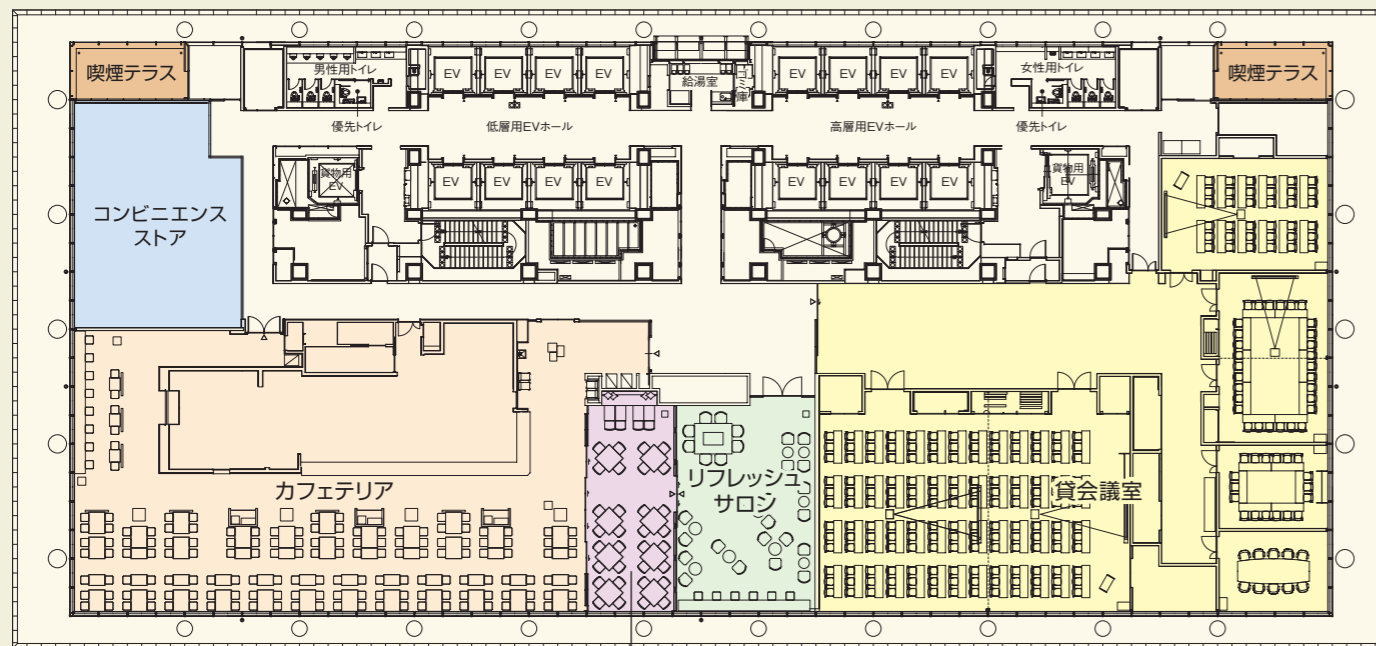 喫煙テラス
男性用トイレ
EV
EV
EV
EV
給湯室
ゴミ庫
EV
EV
EV
EV
女性用トイレ
喫煙テラス
優先トイレ
低層用EVホール
高層用EVホール
優先トイレ
貨物用
EV
EV
EV
EV
EV
EV
EV
EV
EV
貨物用
EV
コンビニエンス
ストア
カフェテリア
リフレッシュ
サロン
貸会議室